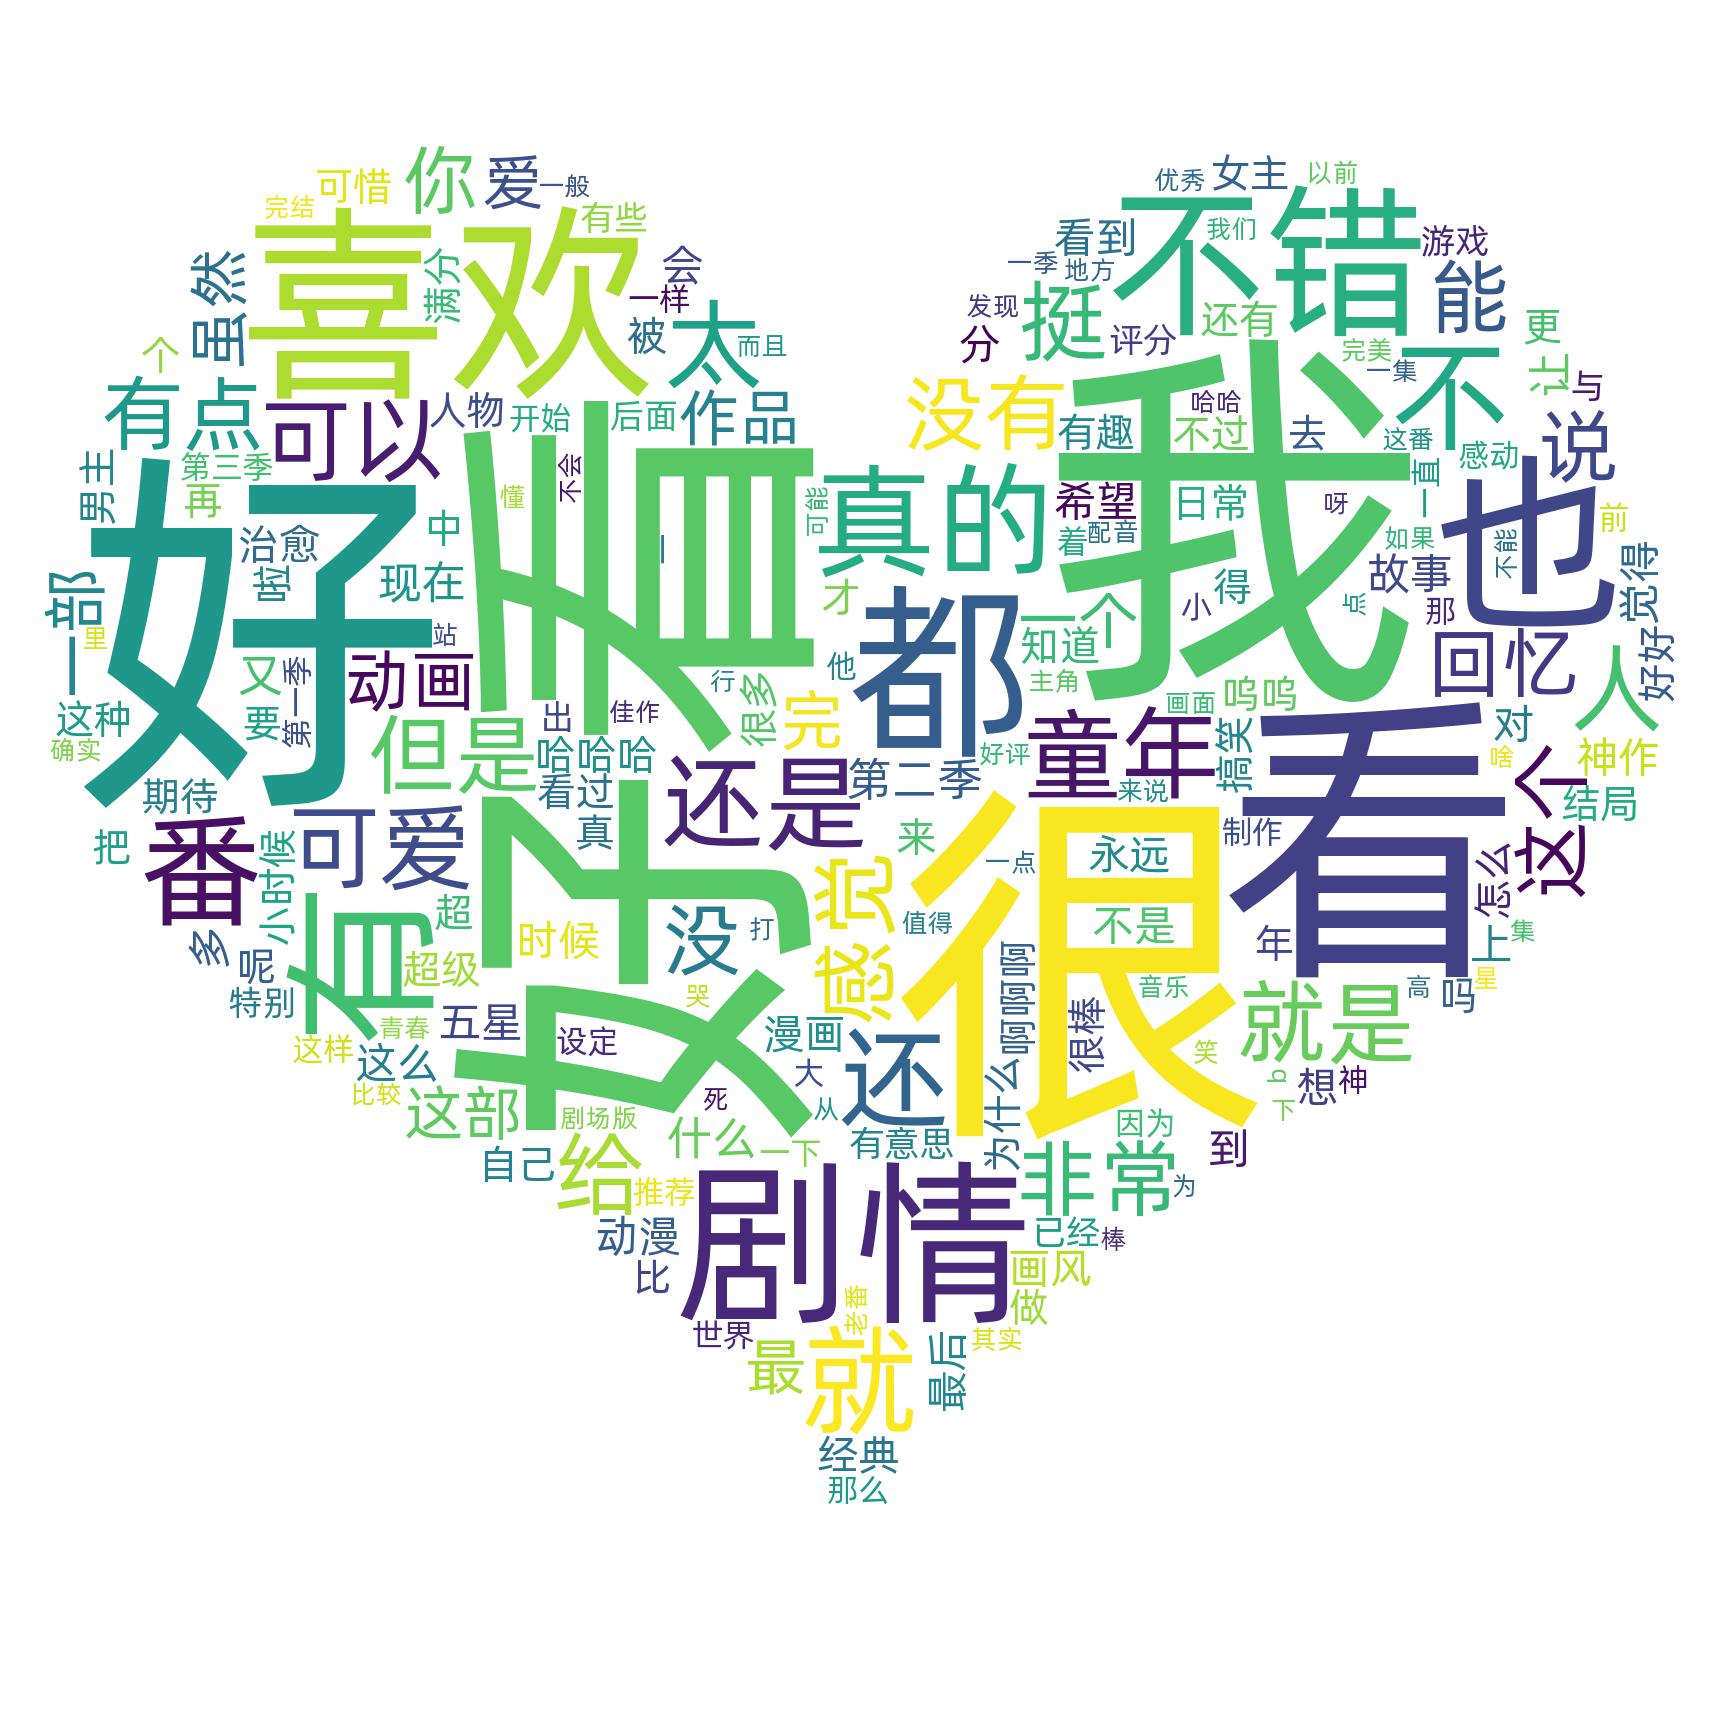 你
爱
可惜
一般
完结
有些
喜欢
满分
虽然
会
一样
被
太
而且
个
有点
可以
人物
开始
后面
作品
男主
第三季
再
好
好看
懂
不会
可能
治愈
啦
中
现在
一
一部
里
站
又
要
第一季
动画
这种
确实
但是
出
佳作
行
很多
完
他
才
真的
都
哈哈哈
看过
真
还是
第二季
期待
把
番
可爱
小时候
有
超
超级
时候
没
打
哭
多
呢
特别
五星
设定
青春
这样
这么
比较
这部
剧场版
死
大
从
漫画
还
感觉
来
值得
一点
优秀
女主
以前
看到
不错
我们
一季
地方
游戏
能
发现
挺
分
评分
还有
完美
一集
不
更
让
与
没有
有趣
哈哈
不过
去
这番
一直
感动
说
我
也
希望
日常
着
配音
呀
如果
不能
前
觉得
故事
得
小
点
那
一个
知道
主角
画面
呜呜
回忆
人
好好
童年
好评
来说
搞笑
对
啥
神作
这个
结局
看
很
永远
制作
不是
怎么
年
上
集
星
高
吗
音乐
啊啊啊
很棒
笑
就是
p
下
想
神
为什么
因为
到
自己
给
什么
一下
有意思
推荐
非常
为
动漫
比
剧情
已经
棒
画风
做
老番
世界
最
就
最后
其实
经典
那么